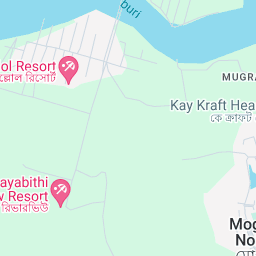 buri
ol Resort
ল্লোল রিসোর্ট
MUGRA
Kay Kraft Hea
কে ক্রাফট
ayabithi
v Resort
রিভারভিউ
Mog
No